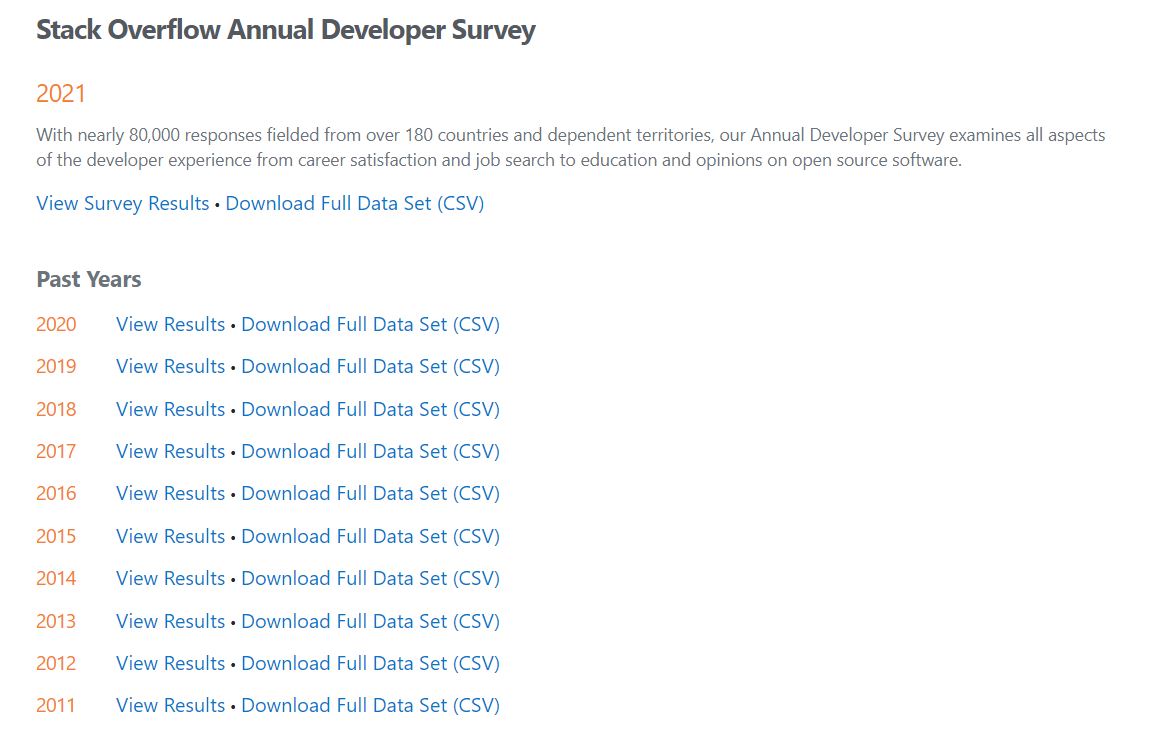 Stack Overflow Annual Developer Survey
2021
With nearly 80,000 responses fielded from over 180 countries and dependent territories, our Annual Developer Survey examines all aspects
of the developer experience from career satisfaction and job search to education and opinions on open source software.
View Survey Results • Download Full Data Set (CSV)
Past Years
2020 View Results • Download Full Data Set (CSV)
2019 View Results • Download Full Data Set (CSV)
2018 View Results • Download Full Data Set (CSV)
2017 View Results • Download Full Data Set (CSV)
2016 View Results • Download Full Data Set (CSV)
2015 View Results • Download Full Data Set (CSV)
2014 View Results • Download Full Data Set (CSV)
2013 View Results • Download Full Data Set (CSV)
2012 View Results • Download Full Data Set (CSV)
2011 View Results • Download Full Data Set (CSV)